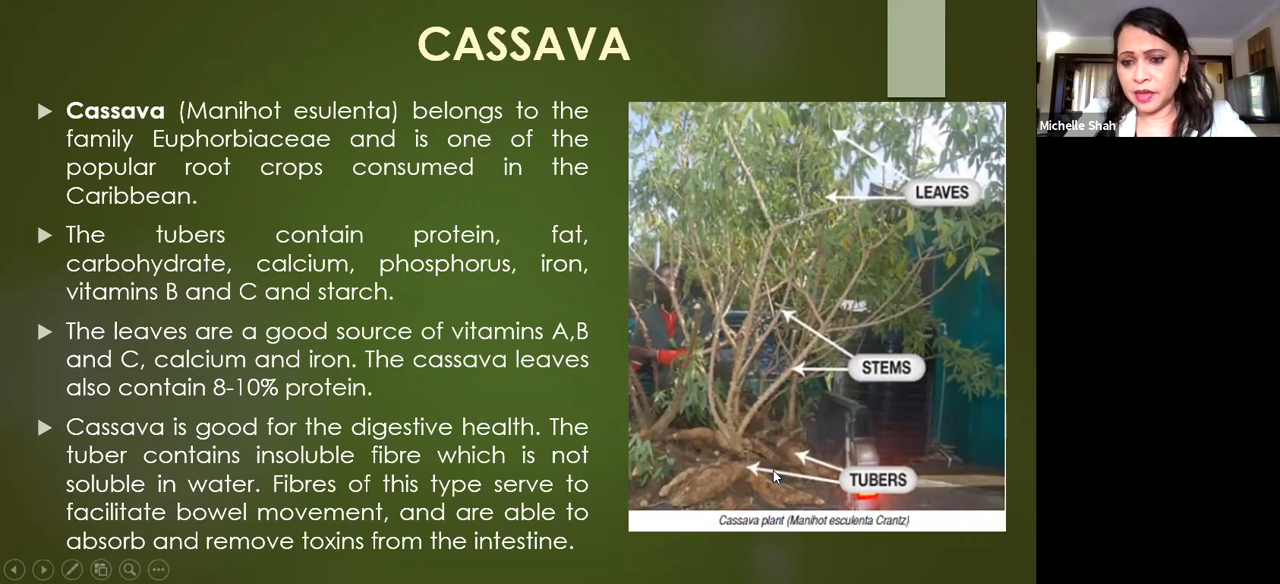 CASSAVA
Cassava (Manihot esulenta) belongs to the
family Euphorbiaceae and is one of the
popular root crops consumed in the
Caribbean.
The tubers contain protein, fat,
carbohydrate, calcium, phosphorus, iron,
vitamins B and C and starch.
The leaves are a good source of vitamins A,B
and C, calcium and iron. The cassava leaves
also contain 8-10% protein.
Cassava is good for the digestive health. The
tuber contains insoluble fibre which is not
soluble in water. Fibres of this type serve to
facilitate bowel movement, and are able to
absorb and remove toxins from the intestine.
LEAVES
STEMS
TUBERS
Cassava plant (Manihot esculenta Crantz)
Michelle Shah